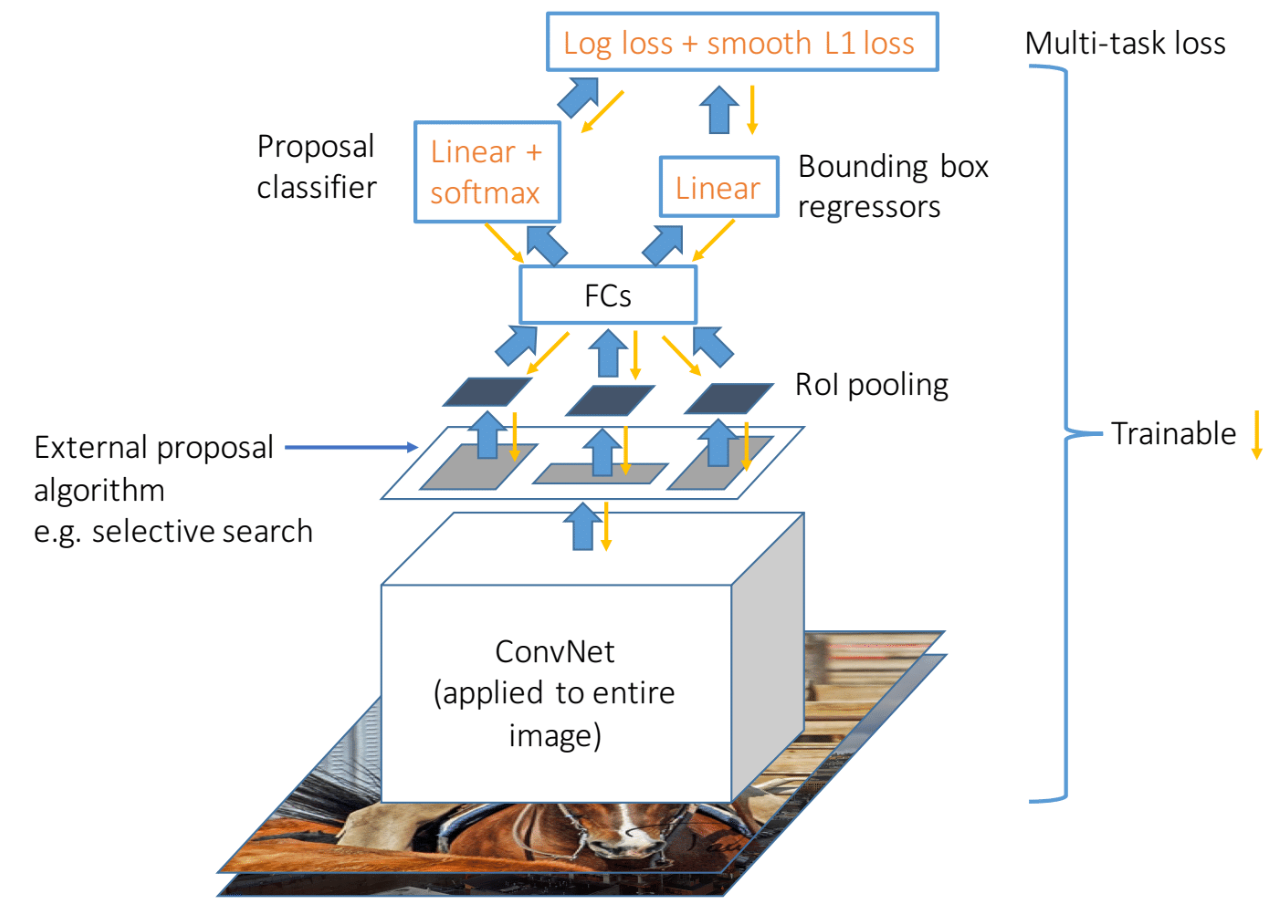 Log loss + smooth L1 loss
Multi-task loss
Proposal
classifier
Linear +
softmax
Linear
Bounding box
regressors
FCs
RoI pooling
External proposal
algorithm
e.g. selective search
Trainable
ConvNet
(applied to entire
image)